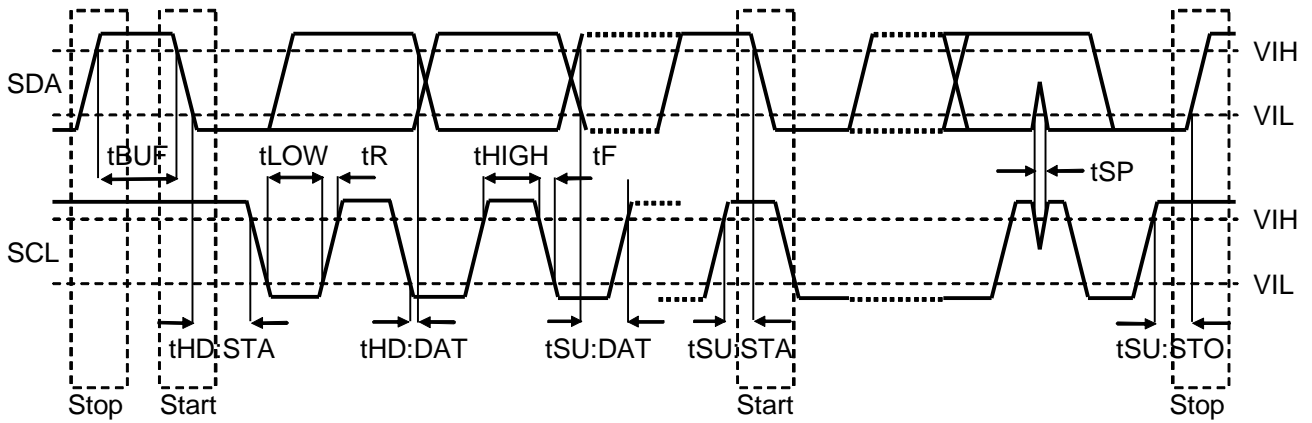 VIH
SDA
VIL
tBUF
tLOW
tR
tHIGH
tF
tSP
VIH
SCL
VIL
tHD:STA
tHD:DAT
tSU:DAT
tSU:STA
tSU:STO
Stop
Start
Start
Stop